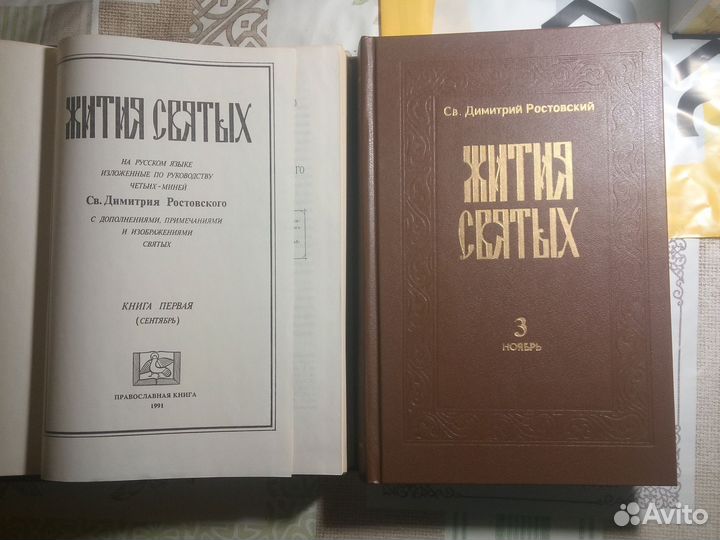 ЖИТИЯ СВЯТЫХ
НА РУССКОМ ЯЗЫКЕ
ИЗЛОЖЕННЫЕ ПО РУКОВОДСТВУ
ЧЕТЬИХ-МИНЕЙ
Св. Димитрия Ростовского
С ДОПОЛНЕНИЯМИ, ПРИМЕЧАНИЯМИ
И ИЗОБРАЖЕНИЯМИ
СВЯТЫХ
КНИГА ПЕРВАЯ
(СЕНТЯБРЬ)
ПРАВОСЛАВНАЯ КНИГА
1991
Св. Димитрий Ростовский
ЖИТИЯ
СВЯТЫХ
3
НОЯБРЬ
Avito